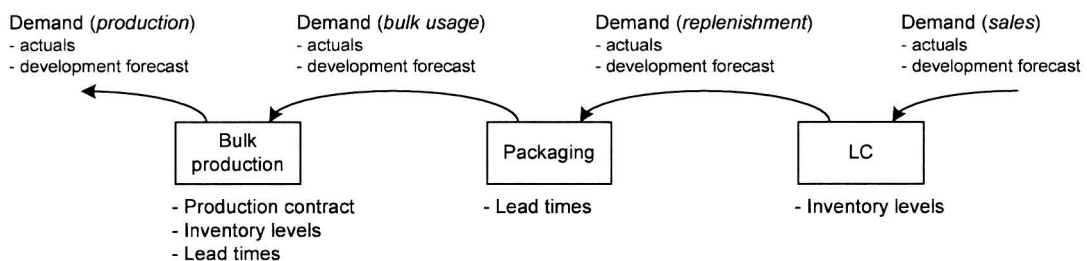 Demand (production)
- actuals
- development forecast
Demand (bulk usage)
- actuals
- development forecast
Demand (replenishment)
- actuals
- development forecast
Demand (sales)
- actuals
- development forecast
Bulk
production
Packaging
LC
- Production contract
- Inventory levels
- Lead times
- Lead times
- Inventory levels